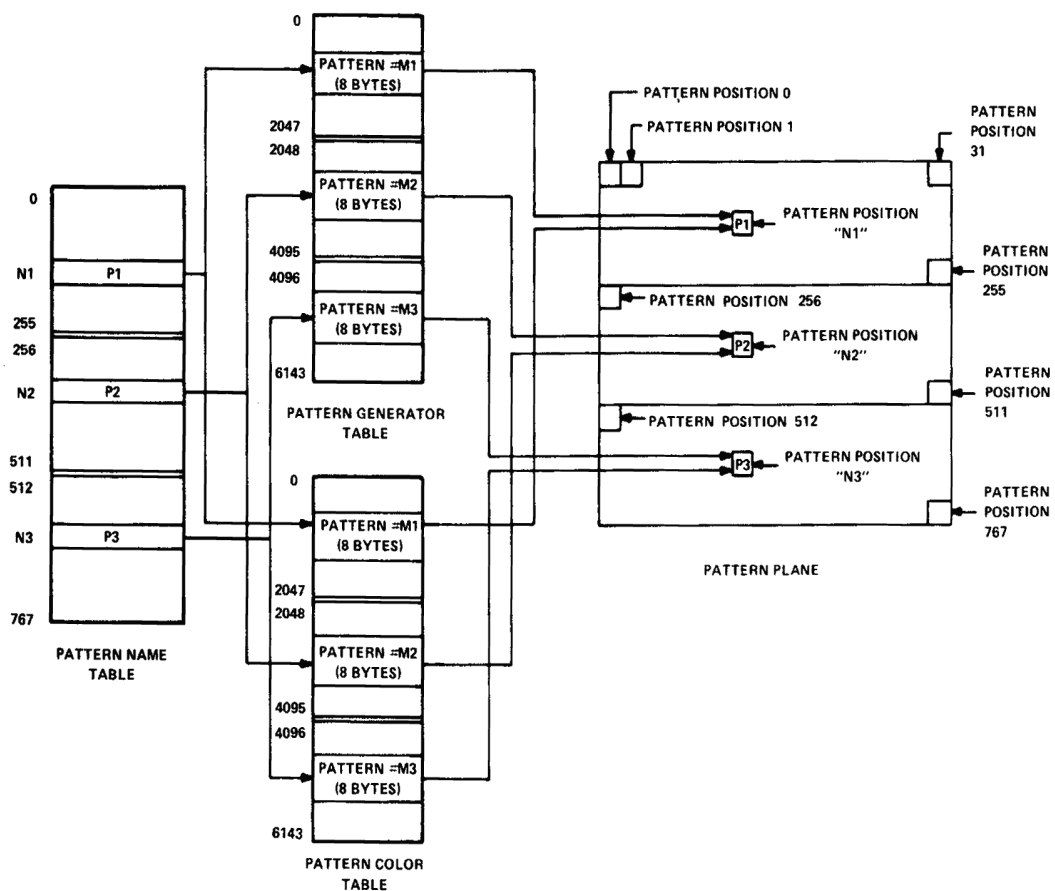 0
PATTERN =M1
(8 BYTES)
2047
2048
PATTERN =M2
(8 BYTES)
4095
4096
PATTERN =M3
(8 BYTES)
6143
PATTERN GENERATOR
TABLE
0
N1
P1
255
256
N2
P2
511
512
N3
P3
767
PATTERN NAME
TABLE
0
PATTERN =M1
(8 BYTES)
2047
2048
PATTERN =M2
(8 BYTES)
4095
4096
PATTERN =M3
(8 BYTES)
6143
PATTERN COLOR
TABLE
PATTERN POSITION 0
PATTERN POSITION 1
PATTERN
POSITION
31
P1
PATTERN POSITION
"N1"
PATTERN
POSITION
255
PATTERN POSITION 256
P2
PATTERN POSITION
"N2"
PATTERN
POSITION
511
PATTERN POSITION 512
P3
PATTERN POSITION
"N3"
PATTERN
POSITION
767
PATTERN PLANE